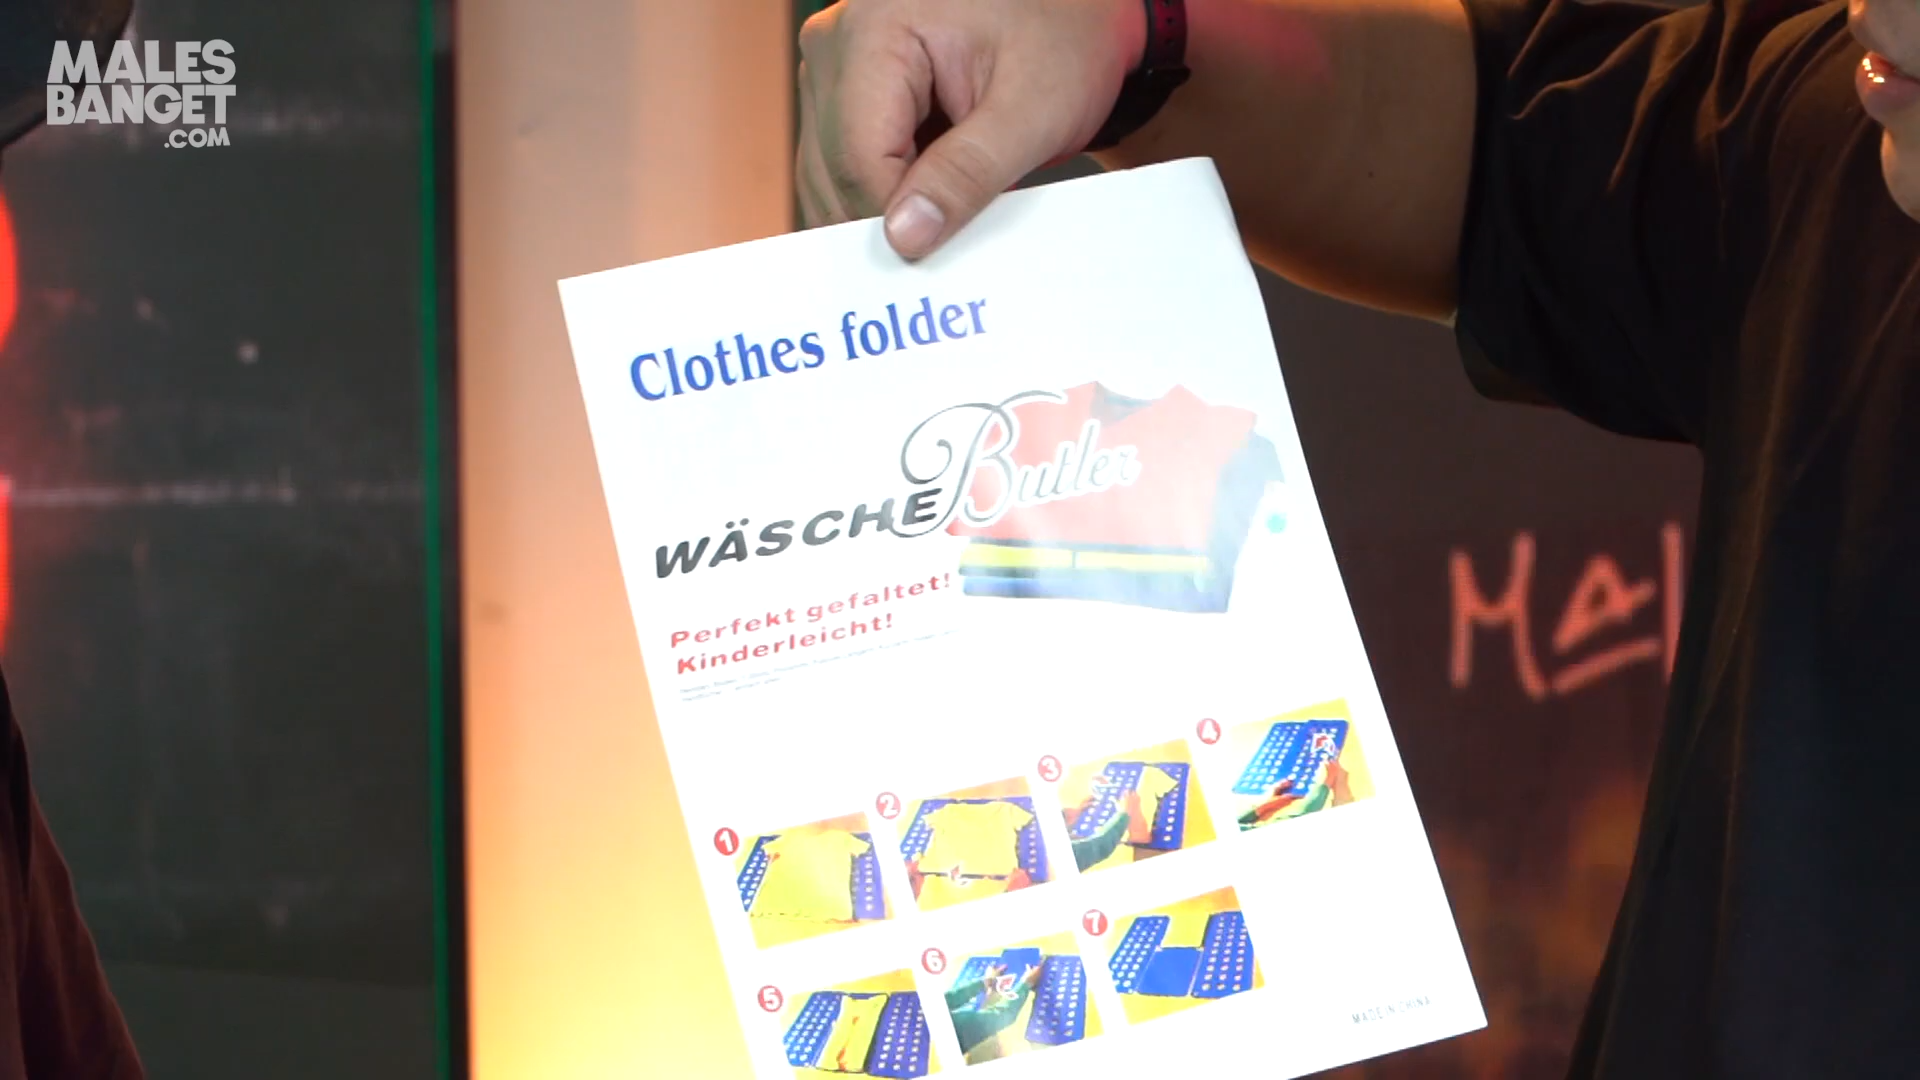 MALES
BANGET
.COM
Clothes folder
WÄSCHE Butler
Perfekt gefaltet!
Kinderleicht!
1
2
3
4
5
6
7
MADE IN CHINA